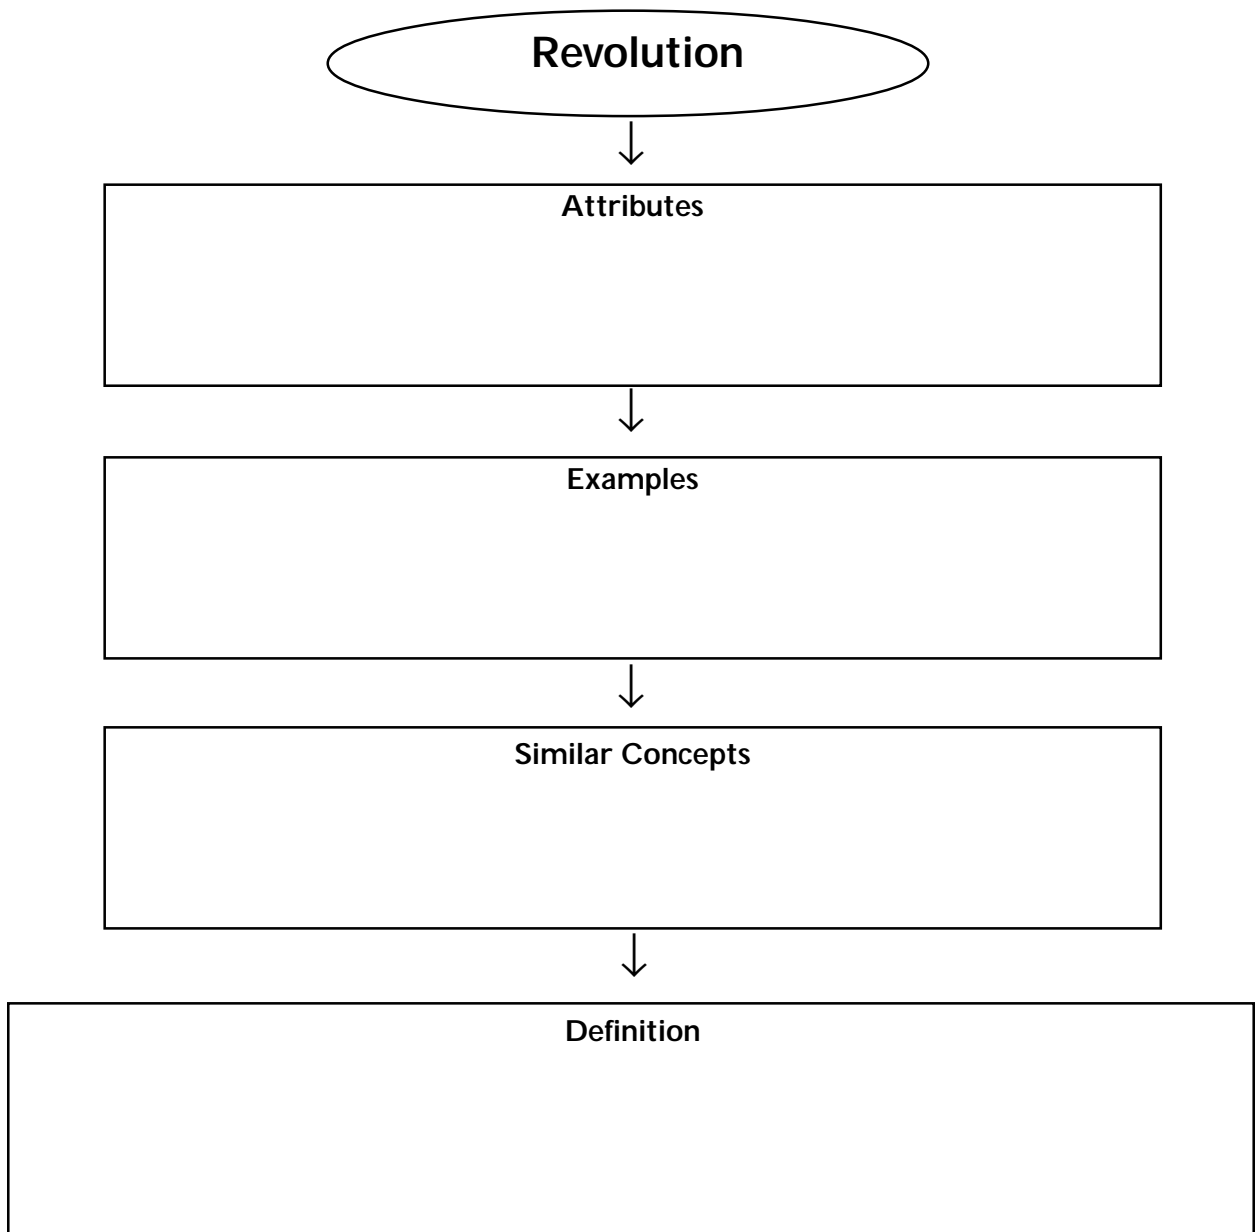 Revolution
Attributes
Examples
Similar Concepts
Definition